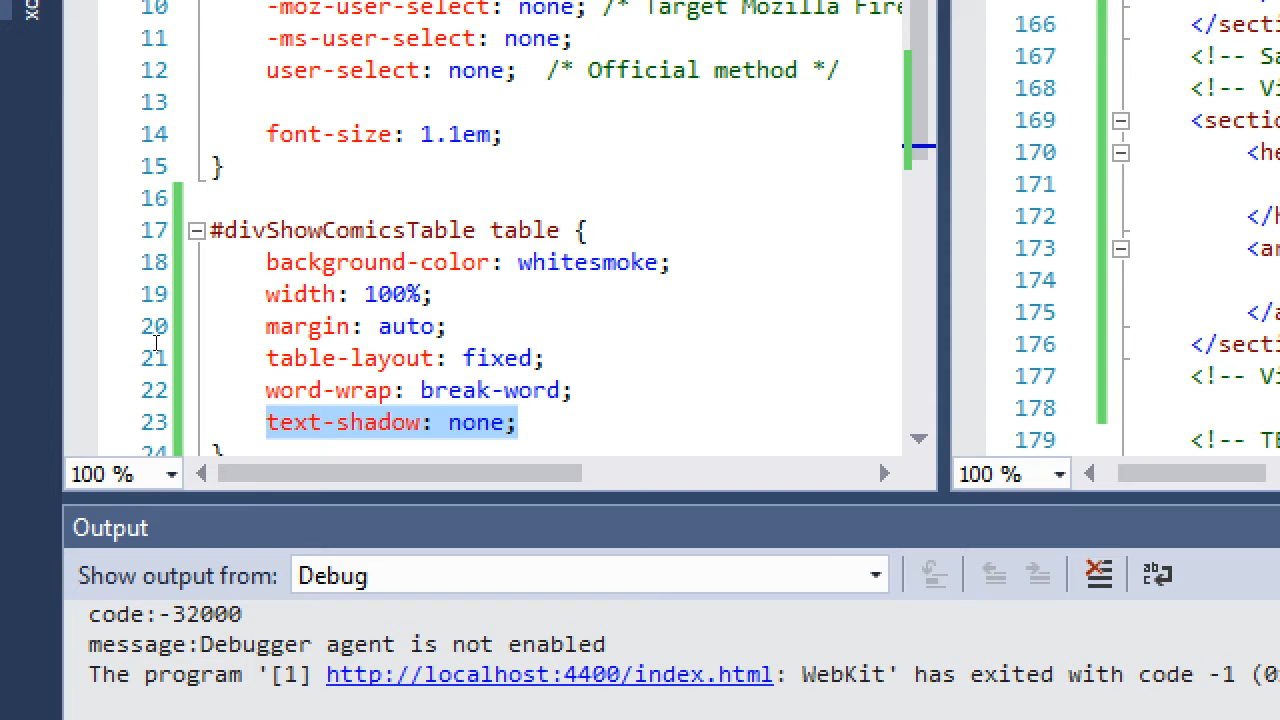 10 -moz-user-select: none; /* Target Mozilla Fire
11 -ms-user-select: none;
12 user-select: none;  /* Official method */
13
14 font-size: 1.1em;
15 }
16
17 #divShowComicsTable table {
18 background-color: whitesmoke;
19 width: 100%;
20 margin: auto;
21 table-layout: fixed;
22 word-wrap: break-word;
23 text-shadow: none;
24 }
100 %
166 </secti
167 <!-- Sa
168 <!-- Vi
169 <sectio
170 <he
171
172 </h
173 <ar
174
175 </a
176 </secti
177 <!-- Vi
178
179 <!-- TE
100 %
Output
Show output from: Debug
code:-32000
message:Debugger agent is not enabled
The program '[1] http://localhost:4400/index.html: WebKit' has exited with code -1 (0